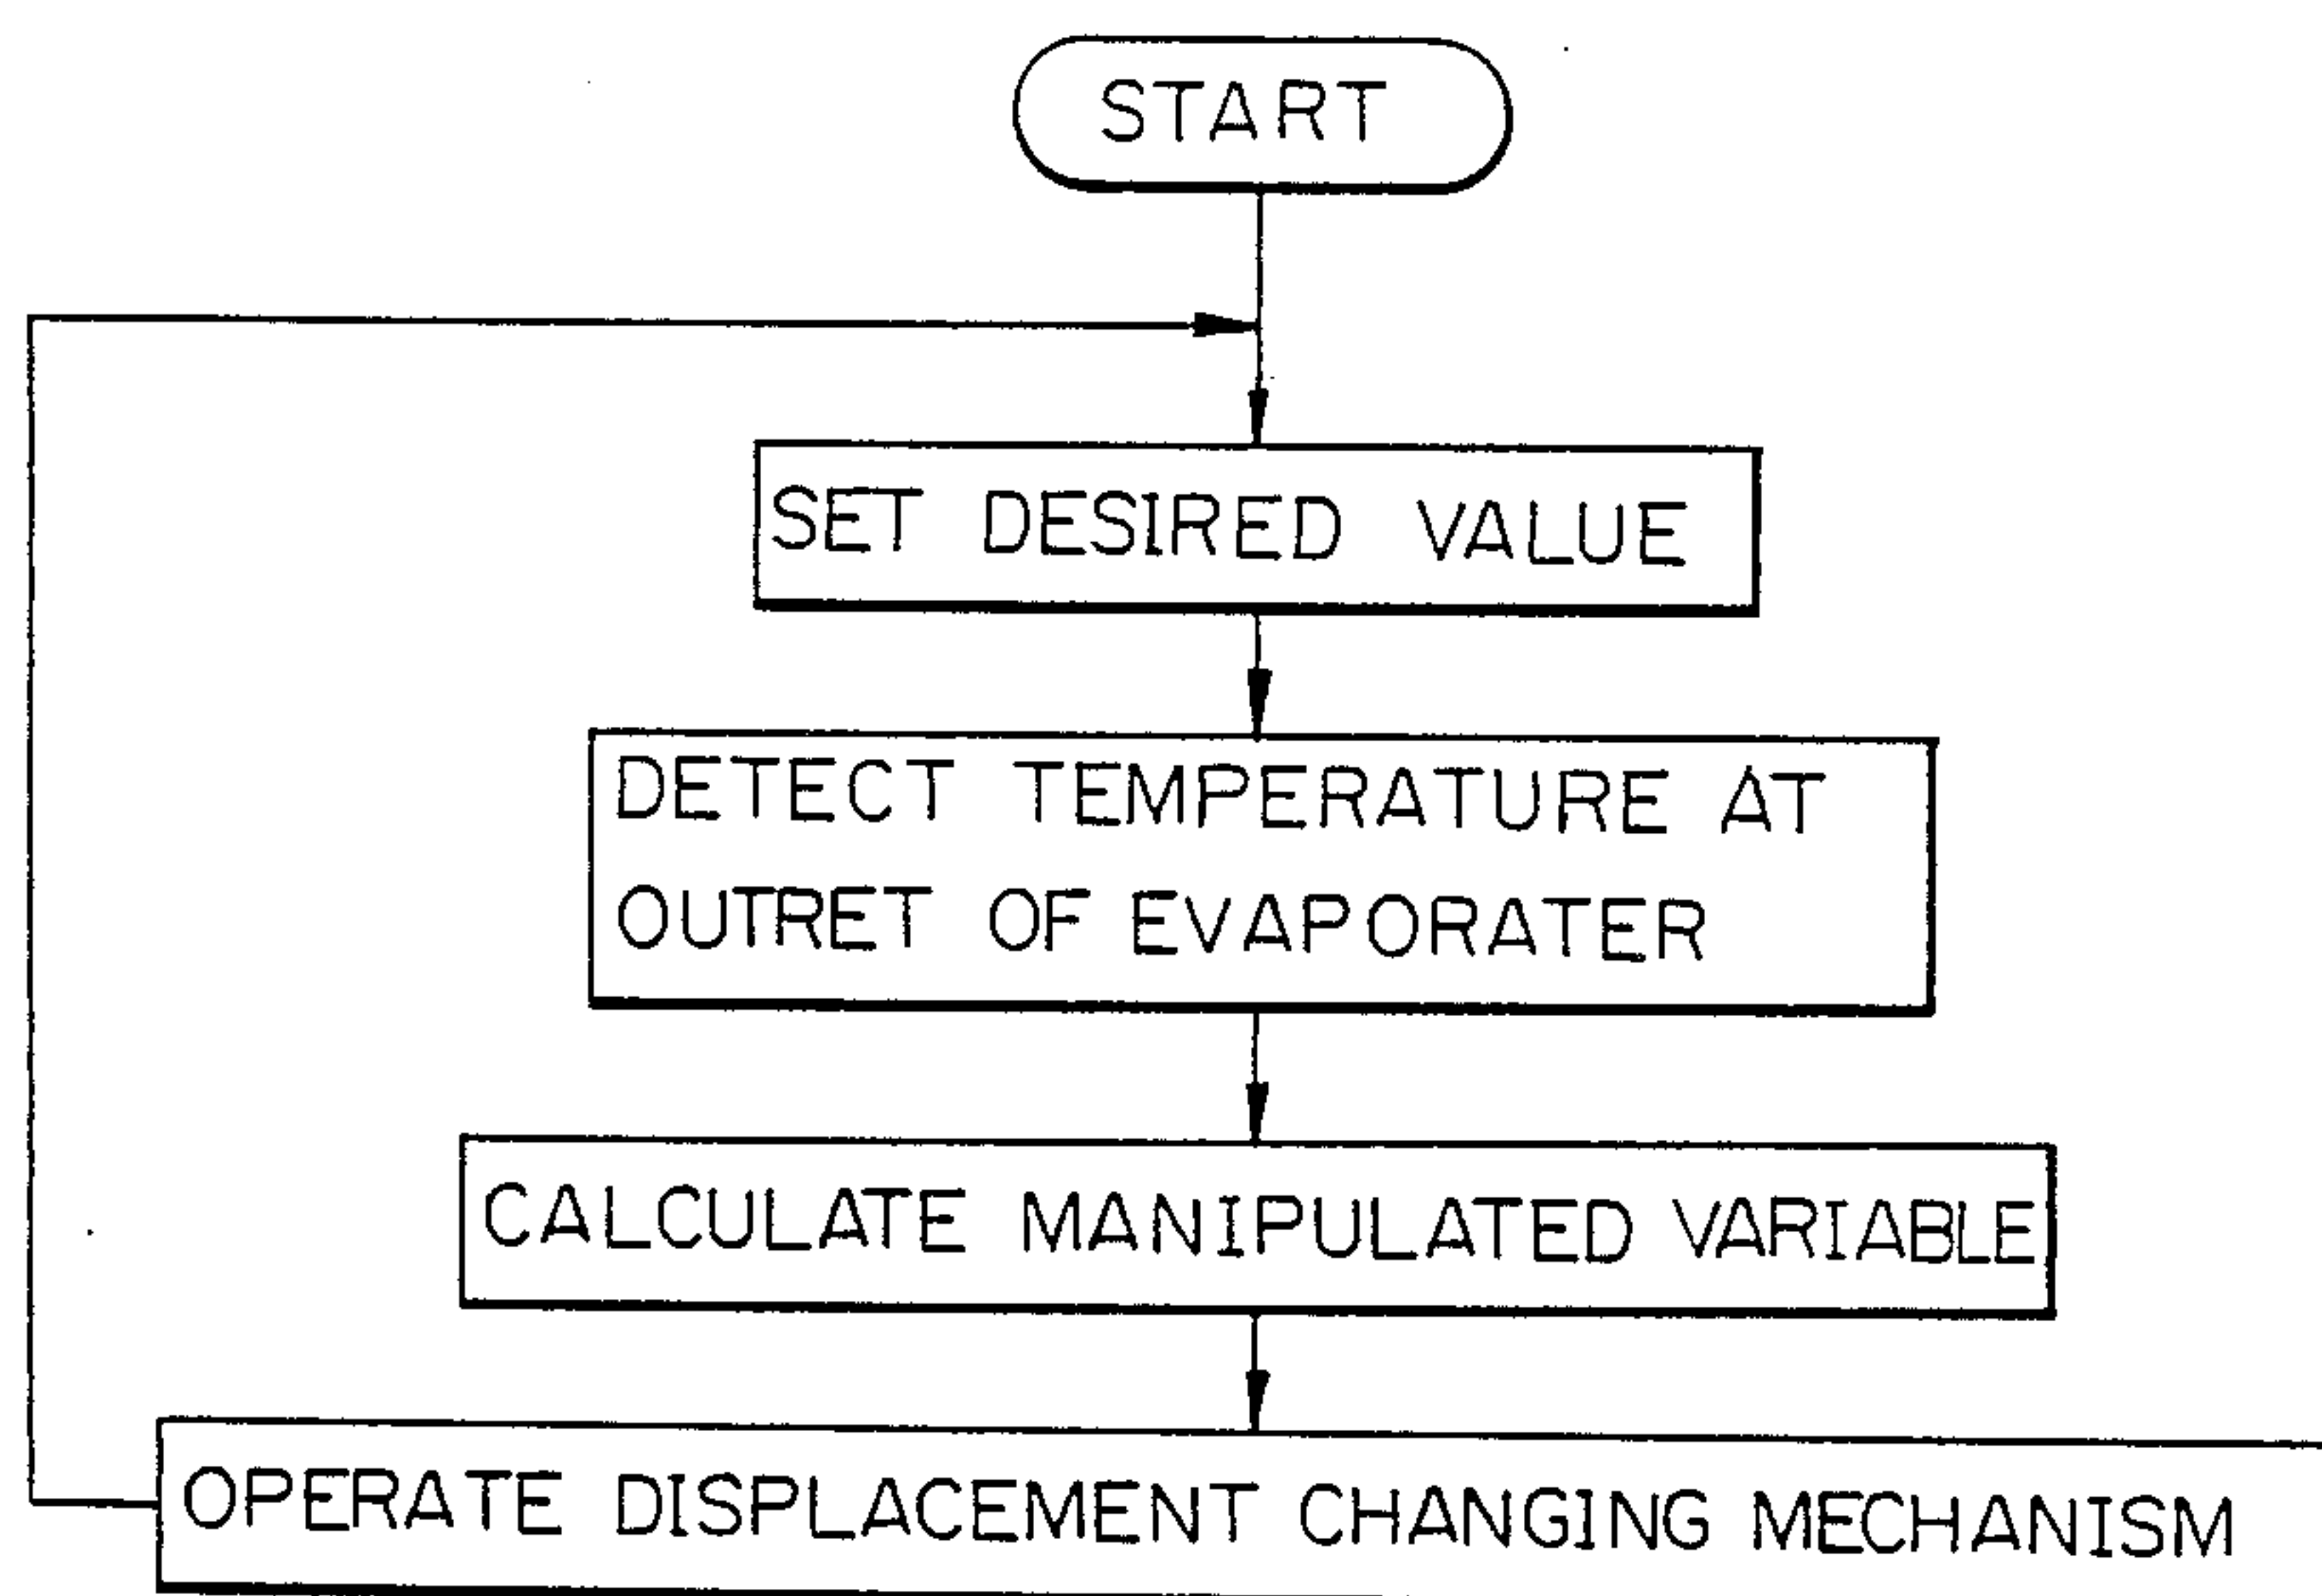 START
SET DESIRED VALUE
DETECT TEMPERATURE AT
OUTRET OF EVAPORATER
CALCULATE MANIPULATED VARIABLE
OPERATE DISPLACEMENT CHANGING MECHANISM